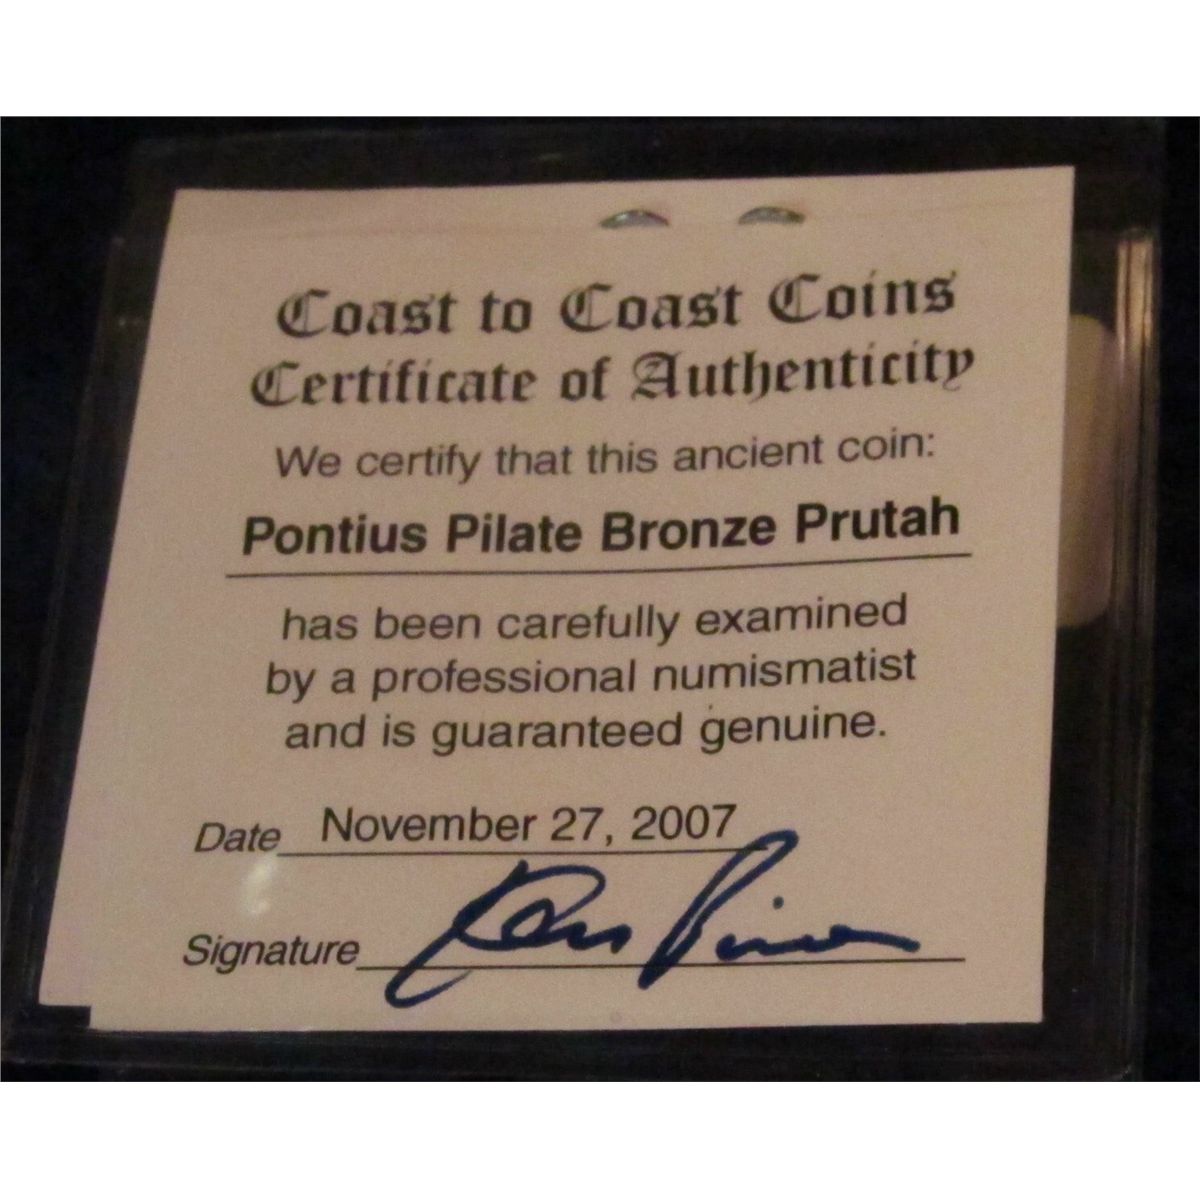 Coast to Coast Coins
Certificate of Authenticity
We certify that this ancient coin:
Pontius Pilate Bronze Prutah
has been carefully examined
by a professional numismatist
and is guaranteed genuine.
Date November 27, 2007
Signature